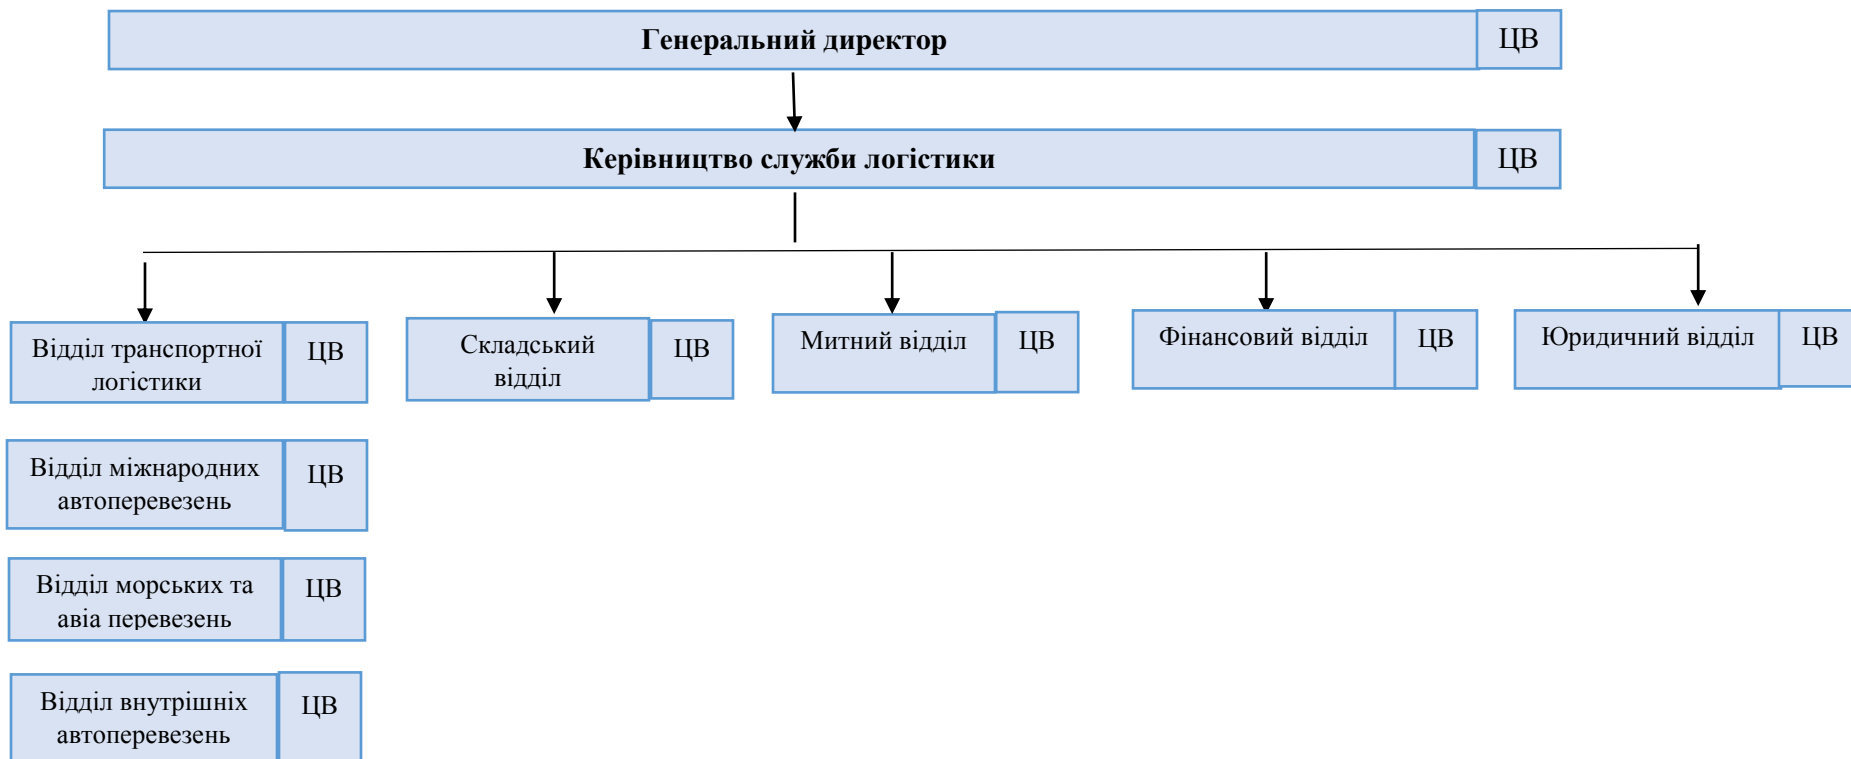 Генеральний директор
ЦВ
Керівництво служби логістики
ЦВ
Відділ транспортної
логістики
ЦВ
Складський
відділ
ЦВ
Митний відділ
ЦВ
Фінансовий відділ
ЦВ
Юридичний відділ
ЦВ
Відділ міжнародних
автоперевезень
ЦВ
Відділ морських та
авіа перевезень
ЦВ
Відділ внутрішніх
автоперевезень
ЦВ